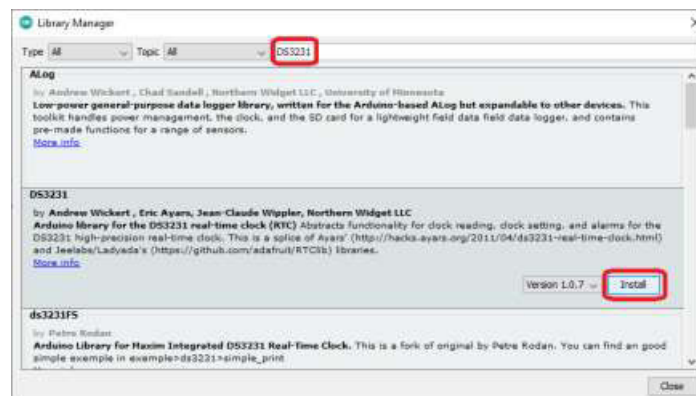 Library Manager
Type All Topic All DS3231
ALog
by Andrew Wickert , Chad Sandell , Northern Widget LLC , University of Minnesota
Low-power general-purpose data logger library, written for the Arduino-based ALog but expandable to other devices. This
toolkit handles power management, the clock, and the SD card for a lightweight field data field data logger, and contains
pre-made functions for a range of sensors.
More info
DS3231
by Andrew Wickert , Eric Ayars, Jean-Claude Wippler, Northern Widget LLC
Arduino library for the DS3231 real-time clock (RTC) Abstracts functionality for clock reading, clock setting, and alarms for the
DS3231 high-precision real-time clock. This is a splice of Ayars' (http://hacks.ayars.org/2011/04/ds3231-real-time-clock.html)
and Jeelabs/Ladyada's (https://github.com/adafruit/RTClib) libraries.
More info
Version 1.0.7 Install
ds3231FS
by Petre Rodan
Arduino Library for Maxim Integrated DS3231 Real-Time Clock. This is a fork of original by Petre Rodan. You can find an good
simple exemple in example>ds3231>simple_print
Close